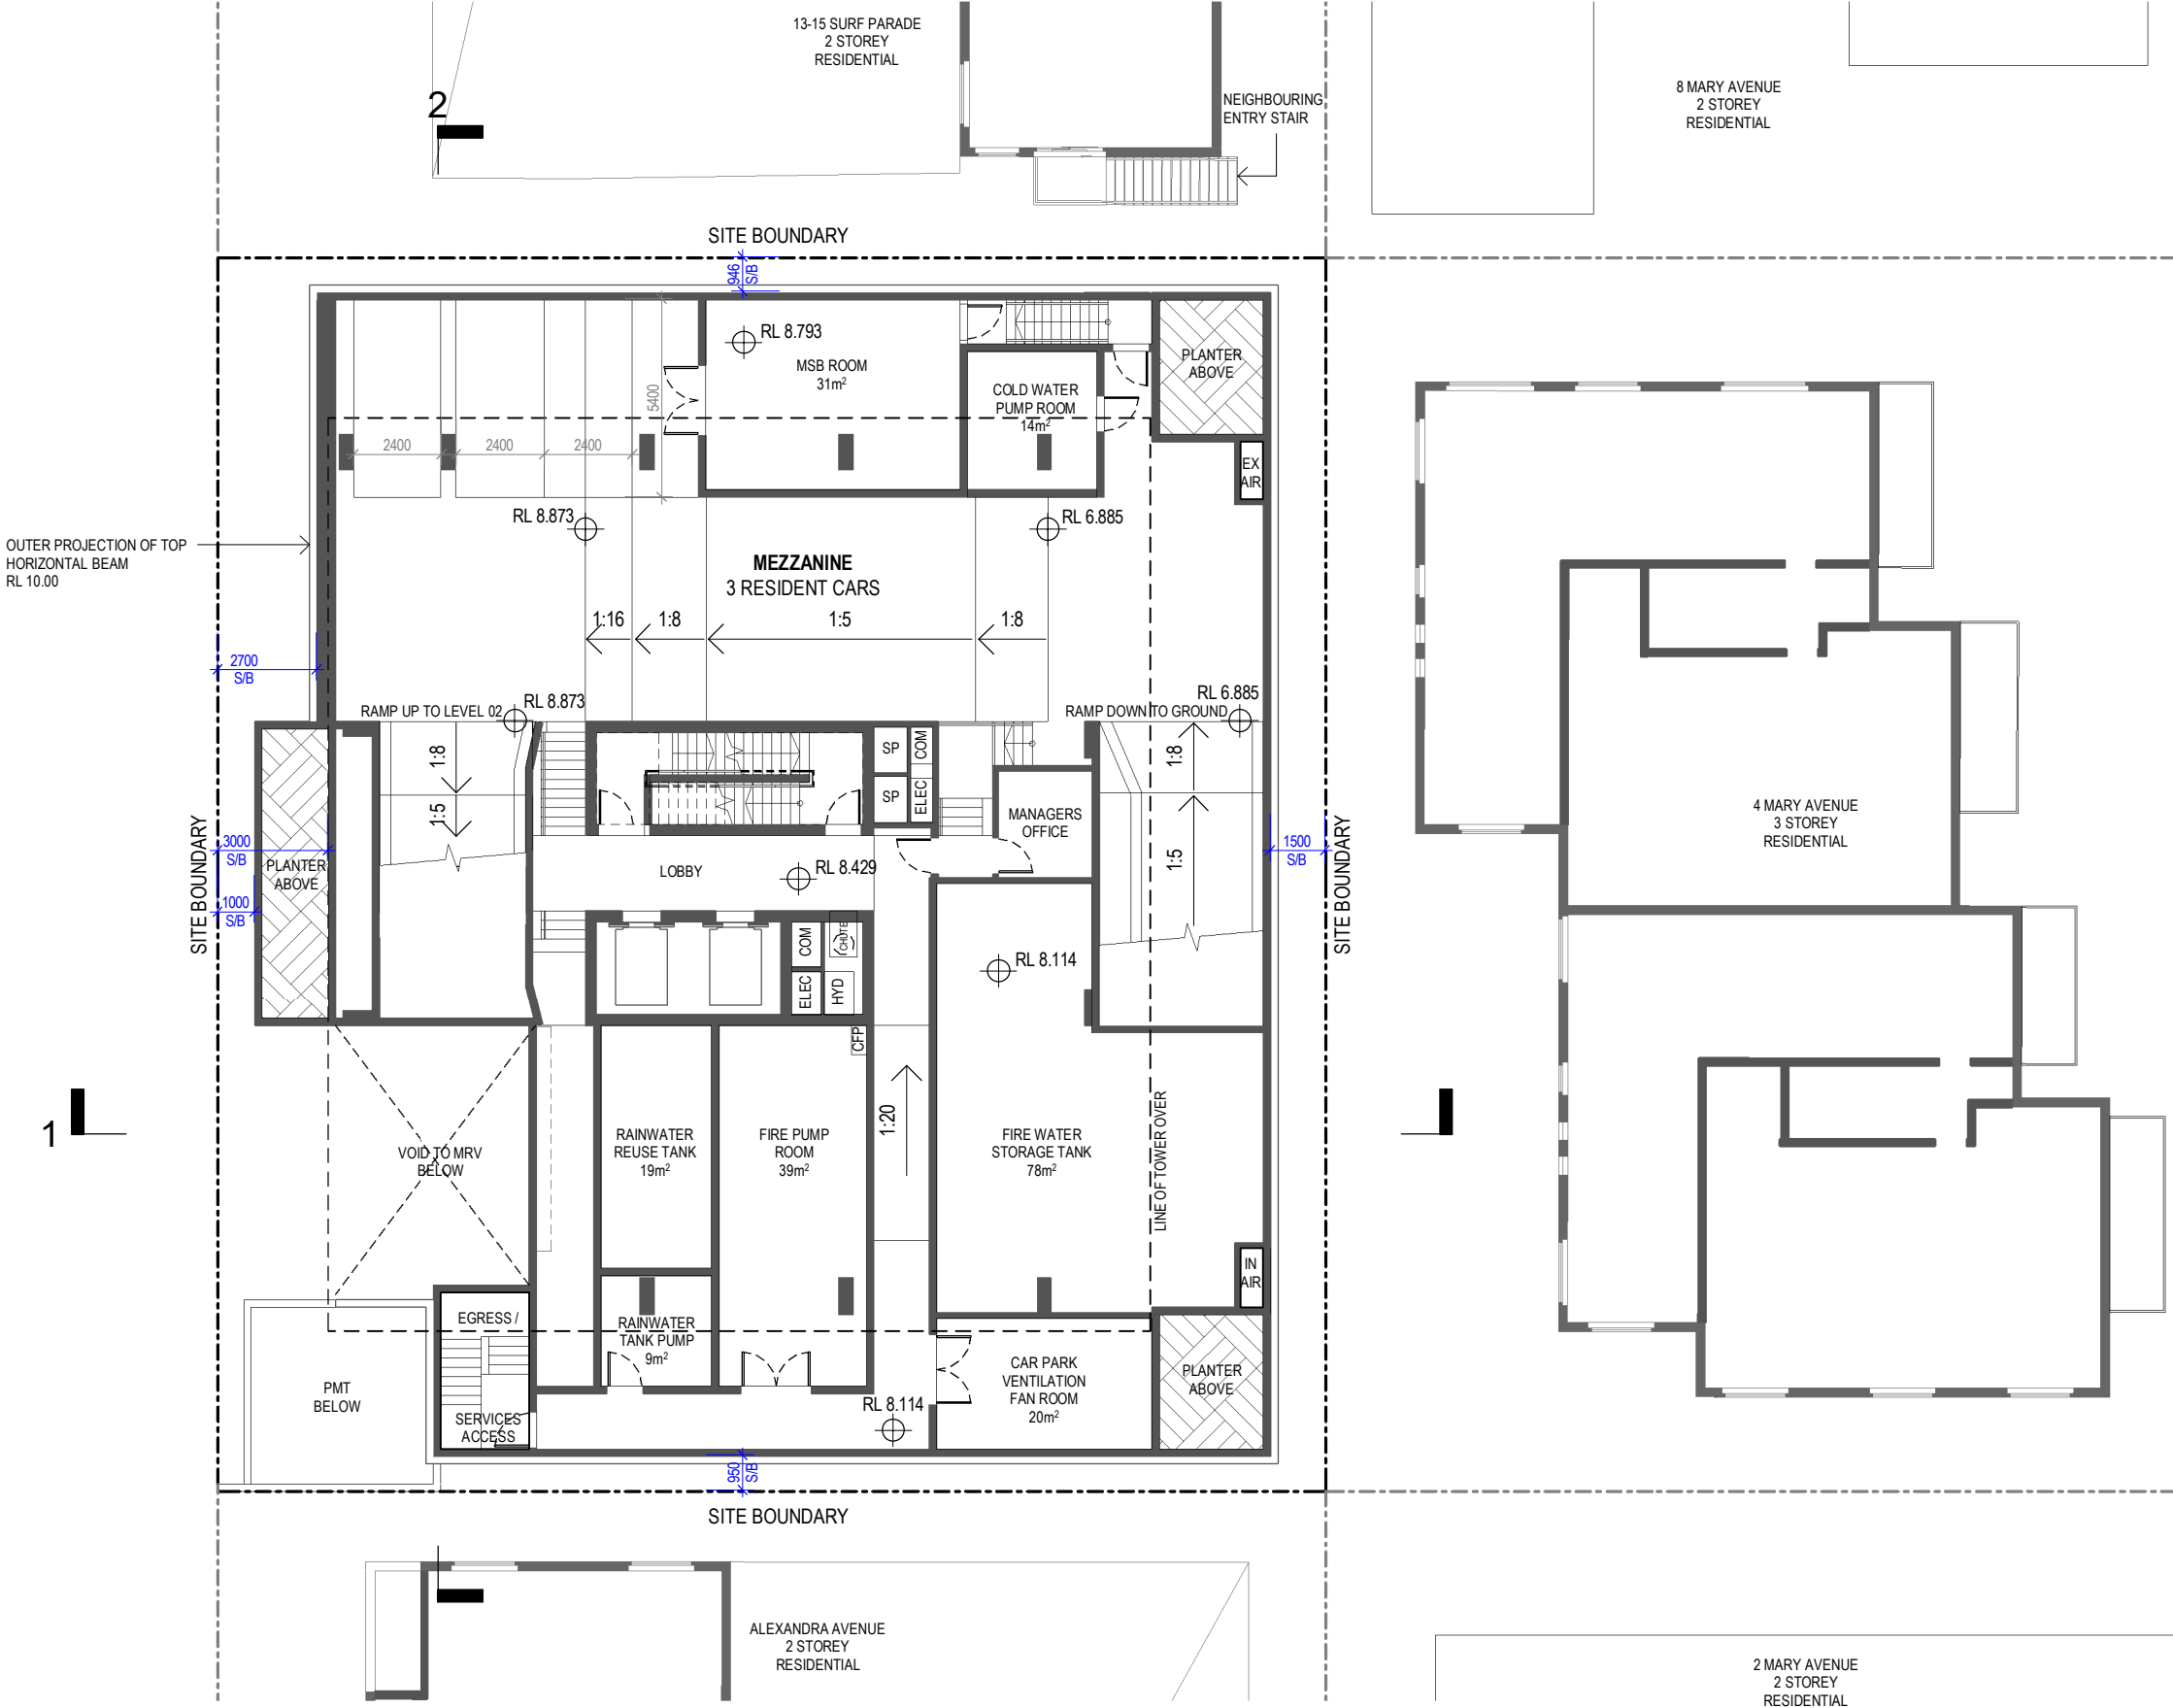 13-15 SURF PARADE
2 STOREY
RESIDENTIAL
8 MARY AVENUE
2 STOREY
RESIDENTIAL
2
NEIGHBOURING
ENTRY STAIR
SITE BOUNDARY
946
S/B
RL 8.793
MSB ROOM
31m²
PLANTER
ABOVE
COLD WATER
PUMP ROOM
14m²
5400
2400
2400
2400
EX
AIR
RL 8.873
RL 6.885
OUTER PROJECTION OF TOP
HORIZONTAL BEAM
RL 10.00
MEZZANINE
3 RESIDENT CARS
1:16
1:8
1:5
1:8
2700
S/B
RL 8.873
RL 6.885
RAMP UP TO LEVEL 02
RAMP DOWN TO GROUND
1:8
1:5
SP
COM
SP
ELEC
1:8
1:5
MANAGERS
OFFICE
4 MARY AVENUE
3 STOREY
RESIDENTIAL
SITE BOUNDARY
3000
S/B
PLANTER
ABOVE
1000
S/B
LOBBY
RL 8.429
1500
S/B
SITE BOUNDARY
COM
CHUTE
ELEC
HYD
RL 8.114
CFP
1
1:20
VOID TO MRV
BELOW
RAINWATER
REUSE TANK
19m²
FIRE PUMP
ROOM
39m²
FIRE WATER
STORAGE TANK
78m²
LINE OF TOWER OVER
IN
AIR
EGRESS /
SERVICES
ACCESS
RAINWATER
TANK PUMP
9m²
PMT
BELOW
CAR PARK
VENTILATION
FAN ROOM
20m²
PLANTER
ABOVE
RL 8.114
950
S/B
SITE BOUNDARY
ALEXANDRA AVENUE
2 STOREY
RESIDENTIAL
2 MARY AVENUE
2 STOREY
RESIDENTIAL